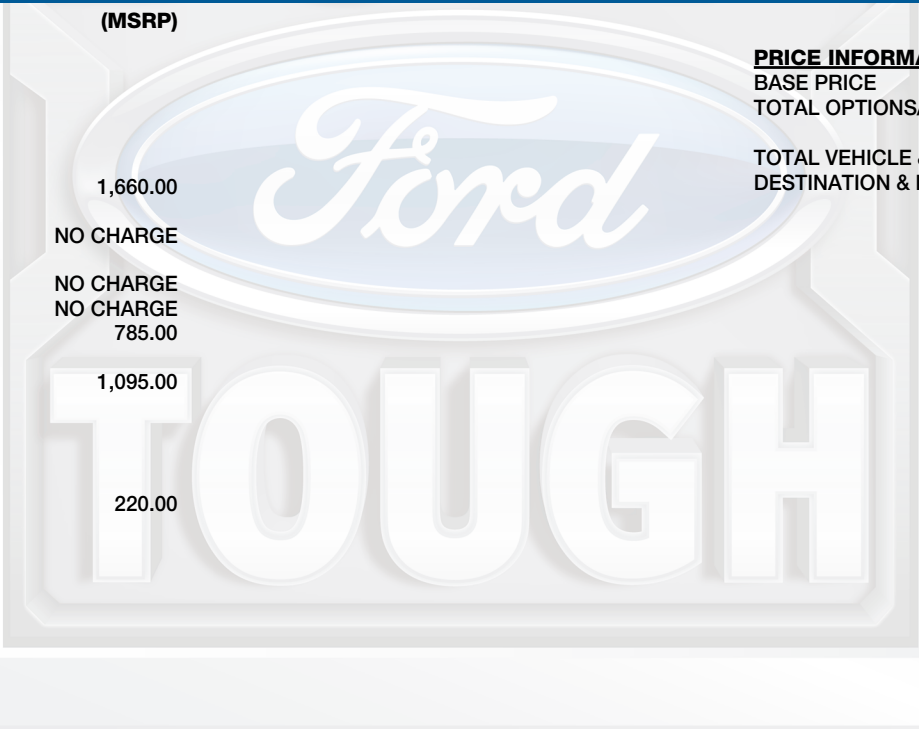 (MSRP)
1,660.00
NO CHARGE
NO CHARGE
NO CHARGE
785.00
1,095.00
220.00
PRICE INFORMA
BASE PRICE
TOTAL OPTIONS
TOTAL VEHICLE &
DESTINATION &
Ford
TOUGH